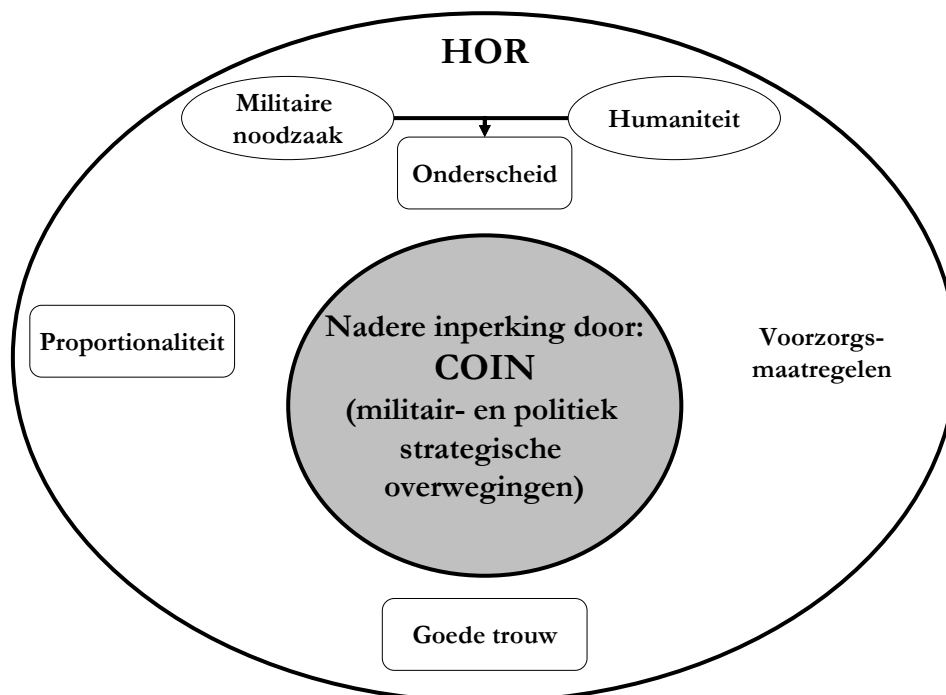 HOR
Militaire
noodzaak
Humaniteit
Onderscheid
Proportionaliteit
Nadere inperking door:
COIN
(militair- en politiek
strategische
overwegingen)
Voorzorgs-
maatregelen
Goede trouw